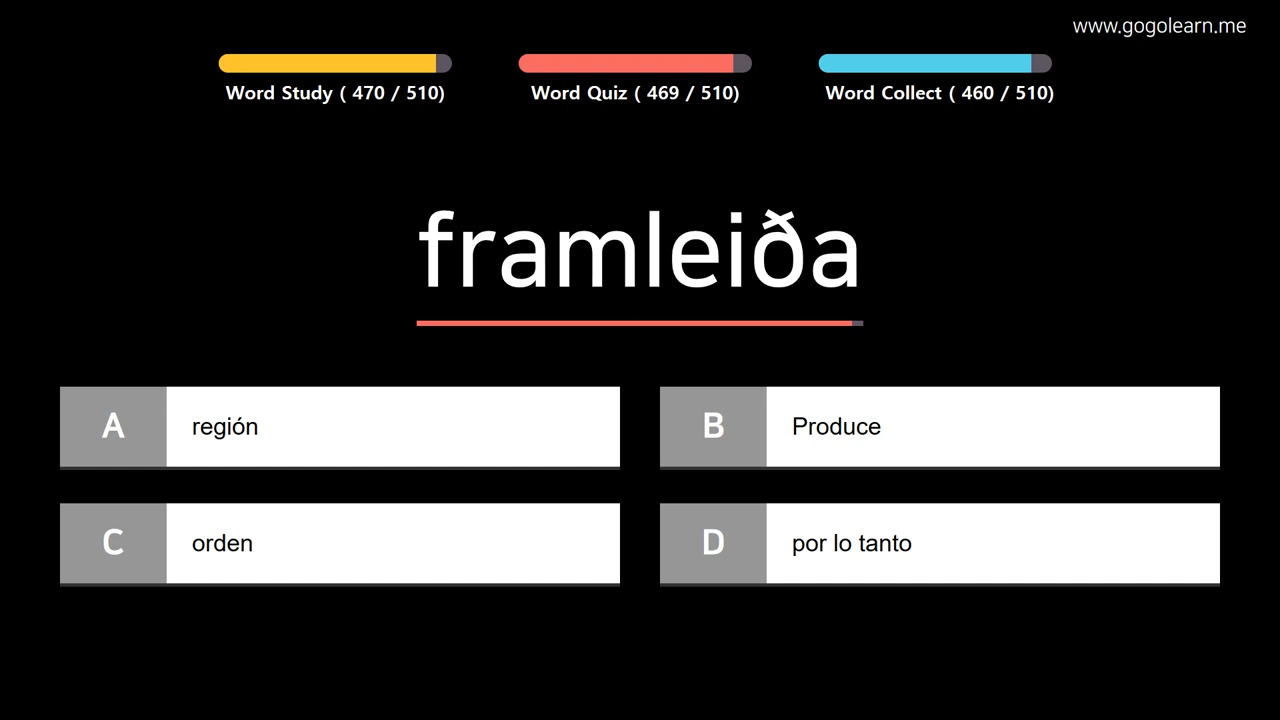 www.gogolearn.me
Word Study ( 470 / 510)
Word Quiz ( 469 / 510)
Word Collect ( 460 / 510)
framleiða
A
región
B
Produce
C
orden
D
por lo tanto